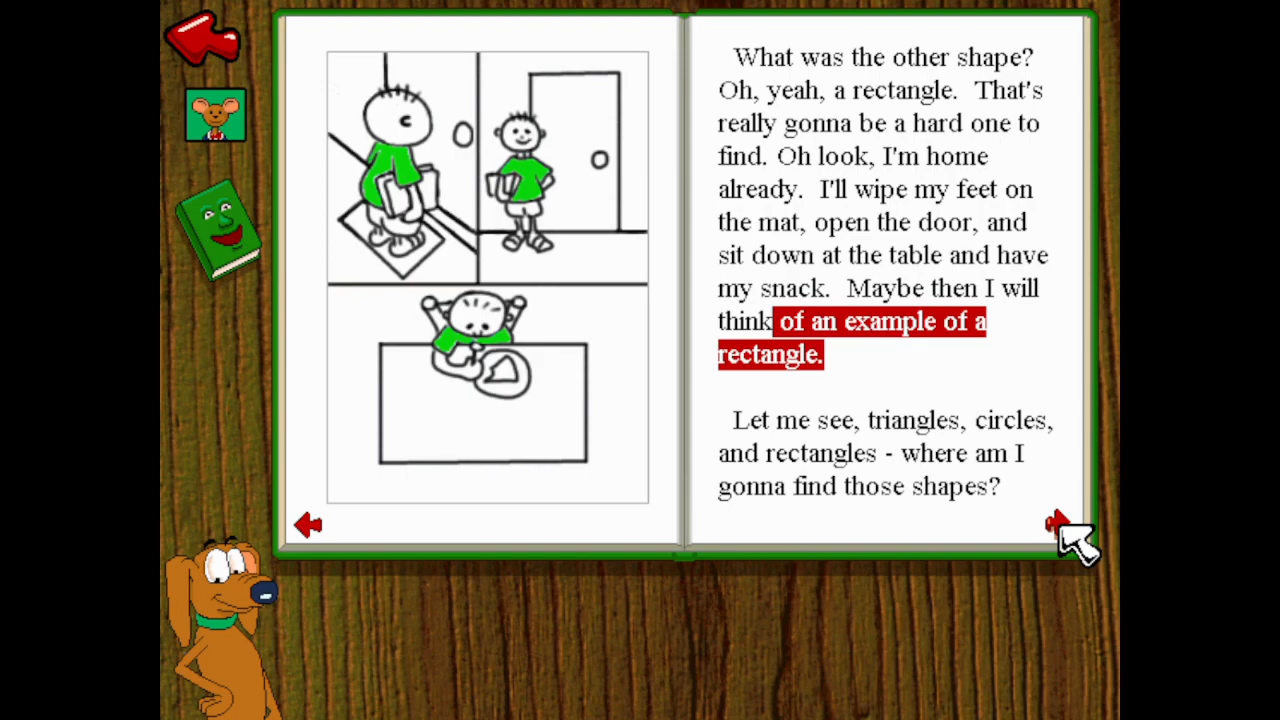 What was the other shape?
Oh, yeah, a rectangle. That's
really gonna be a hard one to
find. Oh look, I'm home
already. I'll wipe my feet on
the mat, open the door, and
sit down at the table and have
my snack. Maybe then I will
think of an example of a
rectangle.
Let me see, triangles, circles,
and rectangles - where am I
gonna find those shapes?